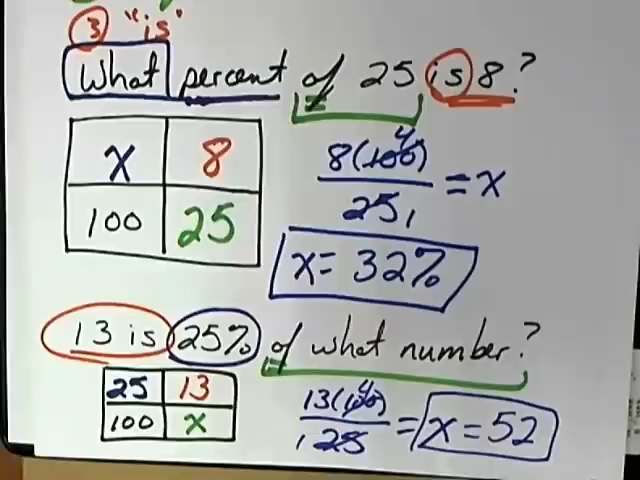 ③ "is"
What percent of 25 is 8?
x 8
100 25
8(100)4 / 25 1 = x
x = 32%
13 is 25% of what number?
25 13
100 x
13(100)4 / 1 25 = x = 52